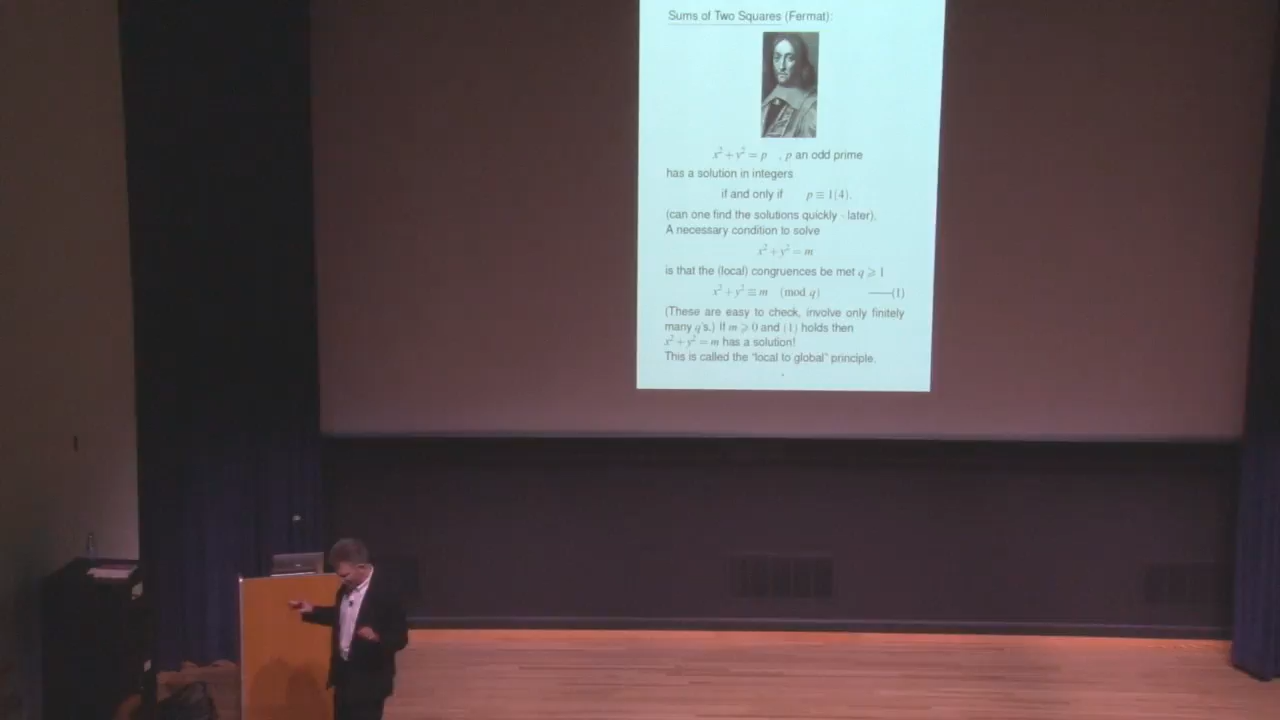 Sums of Two Squares (Fermat):
x² + y² = p , p an odd prime
has a solution in integers
if and only if p ≡ 1(4).
(can one find the solutions quickly - later).
A necessary condition to solve
x² + y² = m
is that the (local) congruences be met q ⩾ 1
x² + y² ≡ m (mod q) ——(1)
(These are easy to check, involve only finitely
many q's.) If m ⩾ 0 and (1) holds then
x² + y² = m has a solution!
This is called the "local to global" principle.